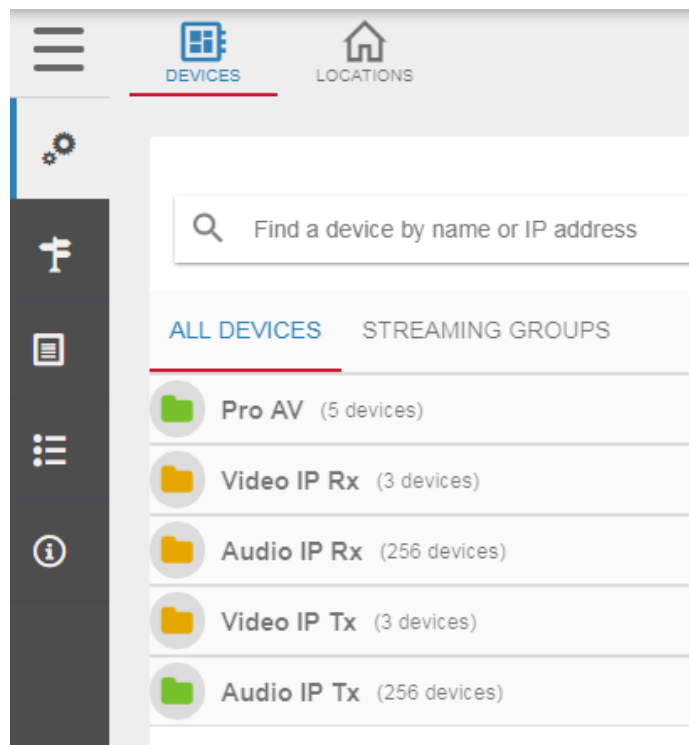 DEVICES
LOCATIONS
Find a device by name or IP address
ALL DEVICES STREAMING GROUPS
Pro AV (5 devices)
Video IP Rx (3 devices)
Audio IP Rx (256 devices)
Video IP Tx (3 devices)
Audio IP Tx (256 devices)